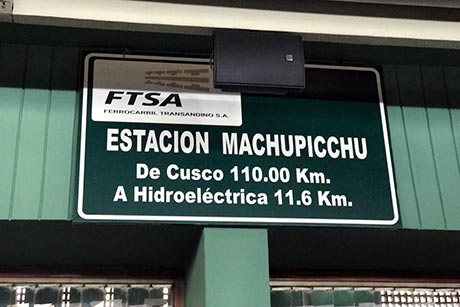 FTSA
FERROCARRIL TRANSANDINO S.A.
ESTACION MACHUPICCHU
De Cusco 110.00 Km.
A Hidroeléctrica 11.6 Km.